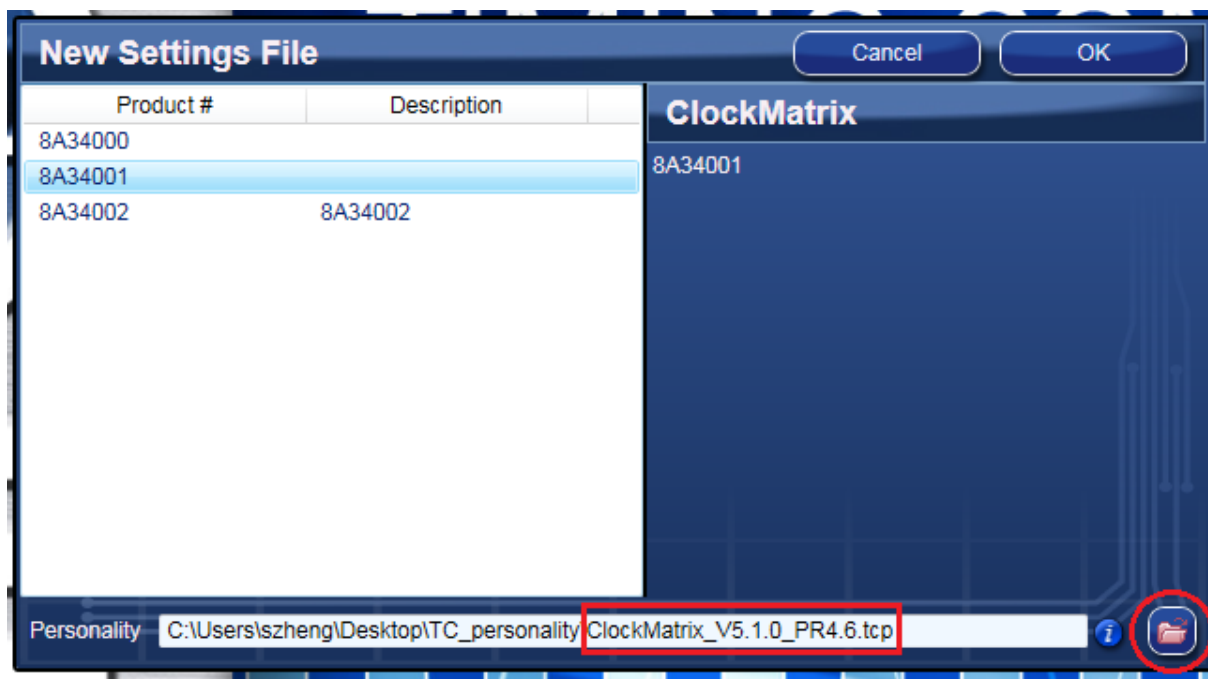 New Settings File
Cancel
OK
Product # Description
ClockMatrix
8A34000
8A34001
8A34001
8A34002 8A34002
Personality C:\Users\szheng\Desktop\TC_personality\ClockMatrix_V5.1.0_PR4.6.tcp